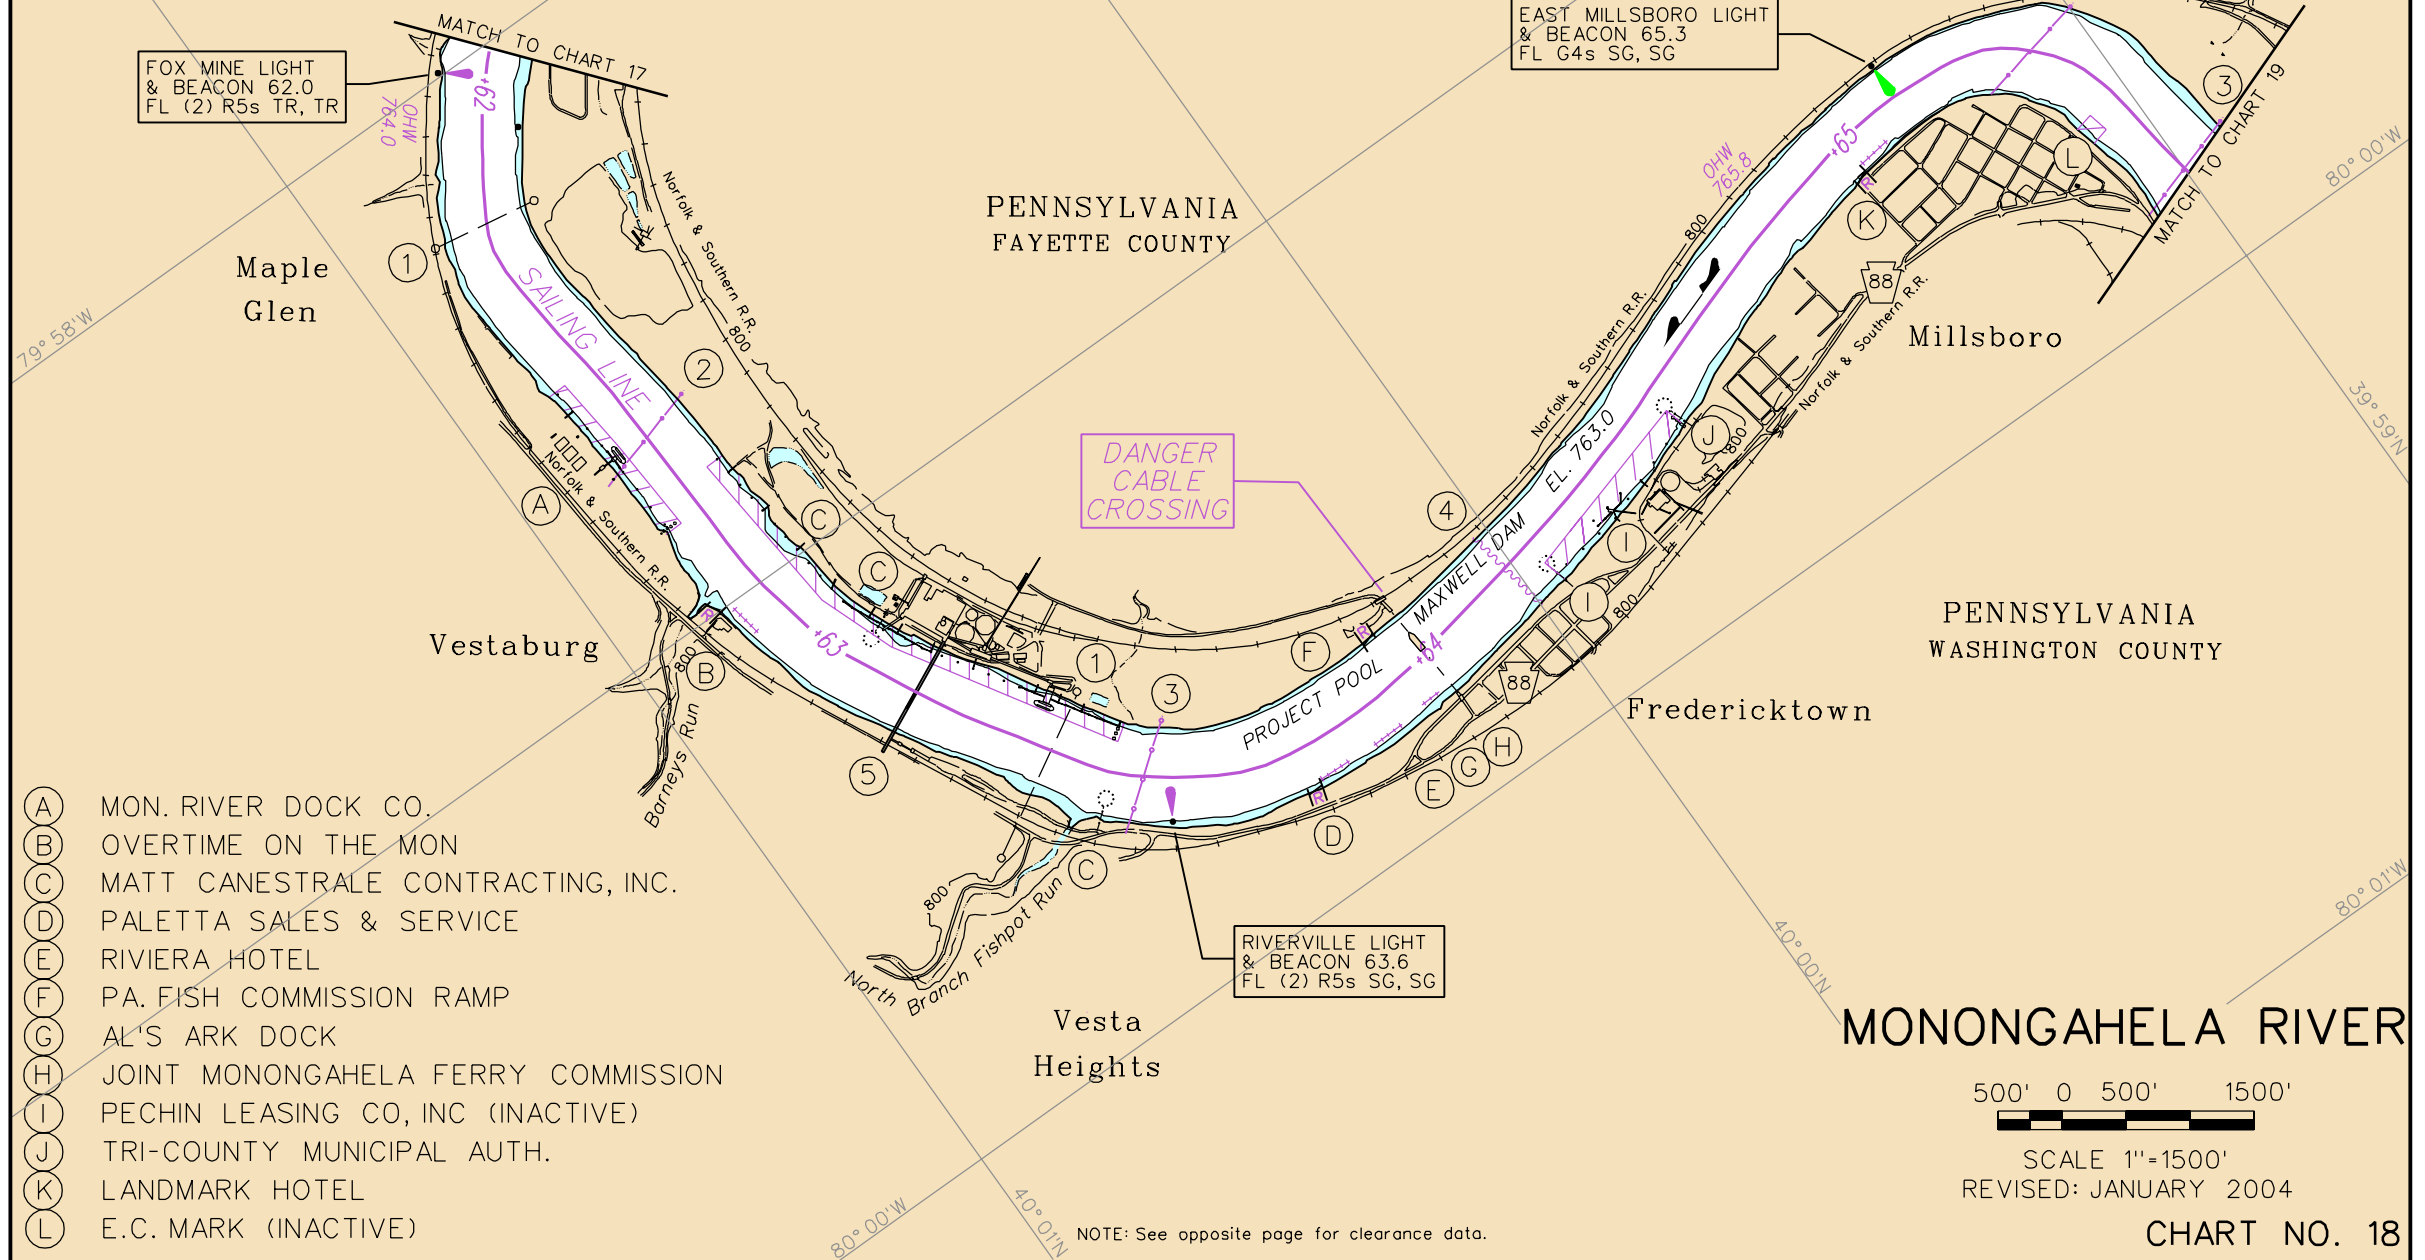 MATCH TO CHART 17
FOX MINE LIGHT
& BEACON 62.0
FL (2) R5s TR, TR
OHW
764.0
+62
EAST MILLSBORO LIGHT
& BEACON 65.3
FL G4s SG, SG
3
MATCH TO CHART 19
80° 00'W
L
+65
R
K
OHW
765.8
800
PENNSYLVANIA
FAYETTE COUNTY
Norfolk & Southern R.R.
800
Maple
Glen
1
79° 58'W
SAILING LINE
2
88
Norfolk & Southern R.R.
Millsboro
Norfolk & Southern R.R.
39° 59'N
EL. 763.0
J
800
DANGER
CABLE
CROSSING
A
Norfolk & Southern R.R.
C
C
4
MAXWELL DAM
I
I
800
PENNSYLVANIA
WASHINGTON COUNTY
Vestaburg
R
800
B
+63
1
3
F
R
+64
PROJECT POOL
88
Fredericktown
5
Barneys Run
E
G
H
R
D
C
800
North Branch Fishpot Run
RIVERVILLE LIGHT
& BEACON 63.6
FL (2) R5s SG, SG
Vesta
Heights
40° 00'N
80° 01'W
A MON. RIVER DOCK CO.
B OVERTIME ON THE MON
C MATT CANESTRALE CONTRACTING, INC.
D PALETTA SALES & SERVICE
E RIVIERA HOTEL
F PA. FISH COMMISSION RAMP
G AL'S ARK DOCK
H JOINT MONONGAHELA FERRY COMMISSION
I PECHIN LEASING CO, INC (INACTIVE)
J TRI-COUNTY MUNICIPAL AUTH.
K LANDMARK HOTEL
L E.C. MARK (INACTIVE)
80° 00'W
40° 01'N
NOTE: See opposite page for clearance data.
MONONGAHELA RIVER
500' 0 500' 1500'
SCALE 1"=1500'
REVISED: JANUARY 2004
CHART NO. 18